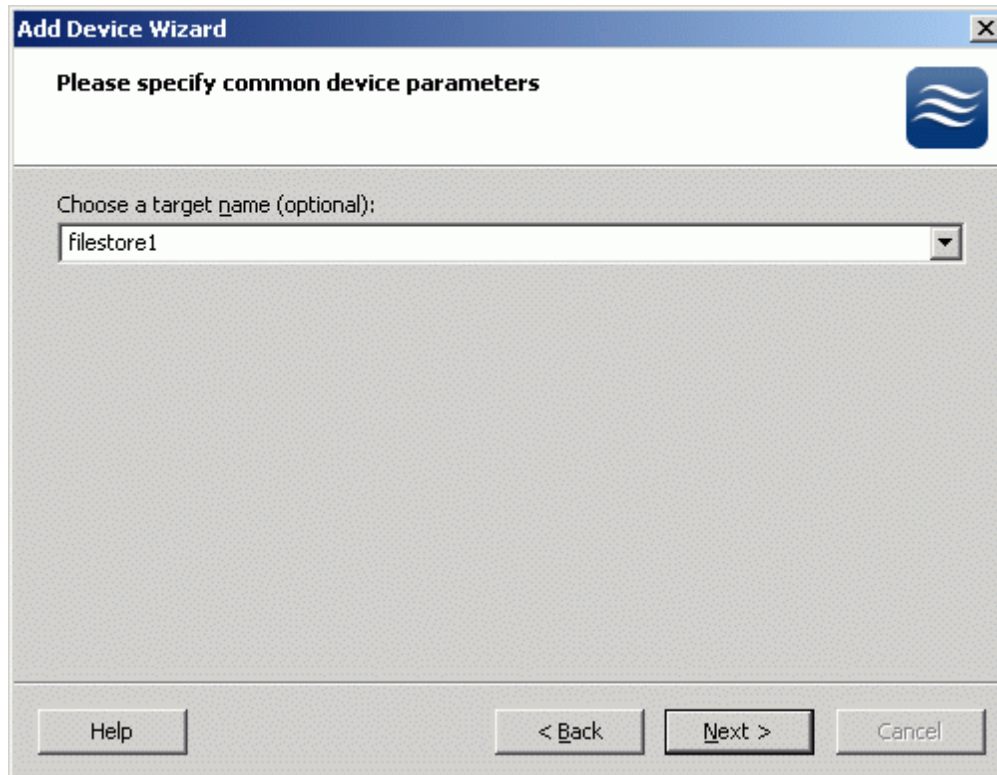 Add Device Wizard
Please specify common device parameters
Choose a target name (optional):
filestore1
Help
< Back
Next >
Cancel